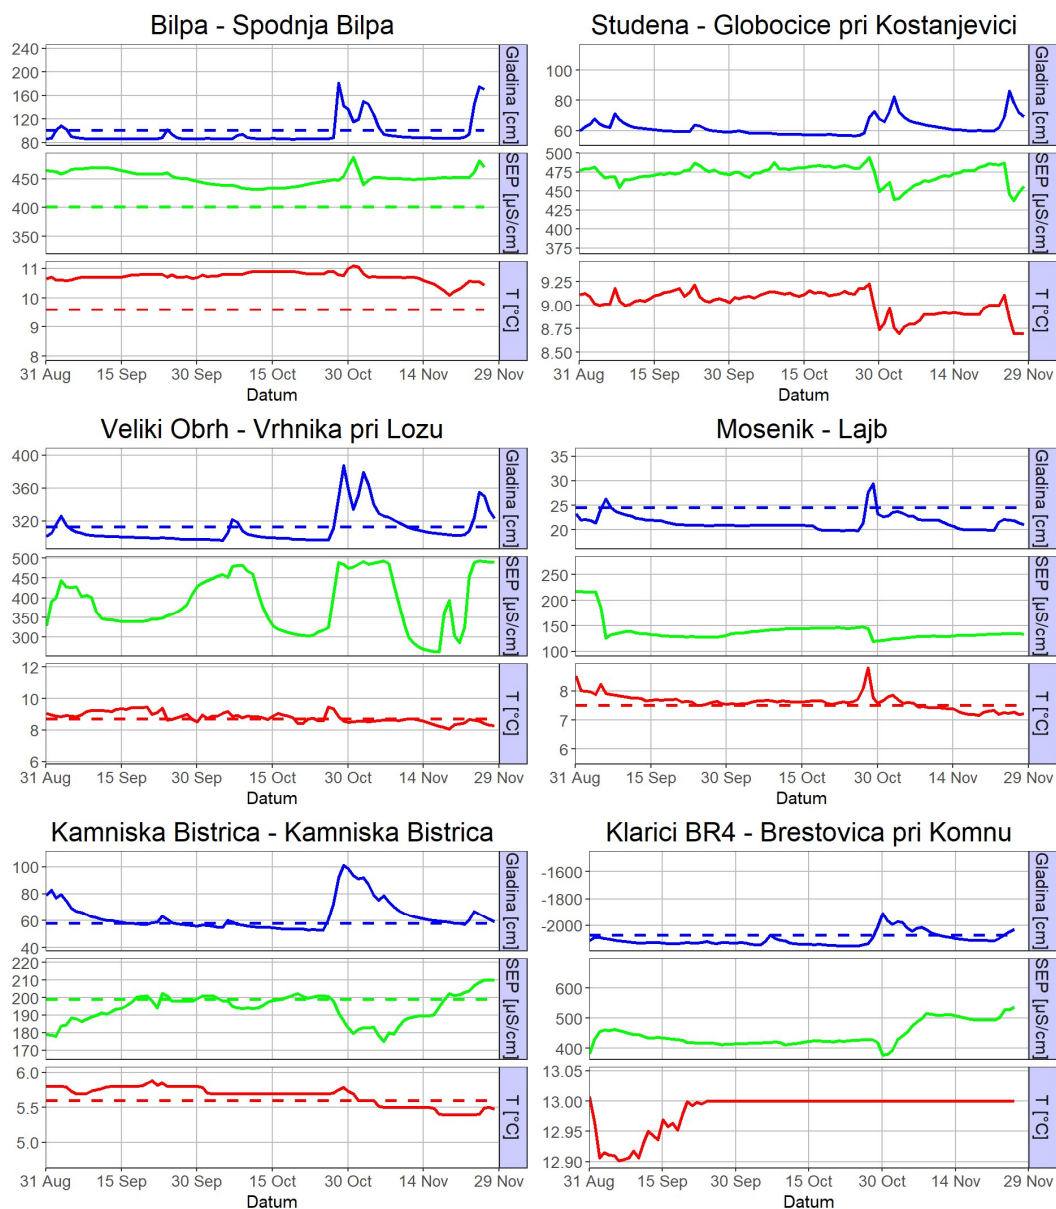 Bilpa - Spodnja Bilpa
240
200
160
120
80
Gladina [cm]
450
400
350
SEP [µS/cm]
11
10
9
8
T [°C]
31 Aug 15 Sep 30 Sep 15 Oct 30 Oct 14 Nov 29 Nov
Datum
Studena - Globocice pri Kostanjevici
100
80
60
Gladina [cm]
500
475
450
425
400
375
SEP [µS/cm]
9.25
9.00
8.75
8.50
T [°C]
31 Aug 15 Sep 30 Sep 15 Oct 30 Oct 14 Nov 29 Nov
Datum
Veliki Obrh - Vrhnika pri Lozu
400
360
320
Gladina [cm]
500
450
400
350
300
SEP [µS/cm]
12
10
8
6
T [°C]
31 Aug 15 Sep 30 Sep 15 Oct 30 Oct 14 Nov 29 Nov
Datum
Mosenik - Lajb
35
30
25
20
Gladina [cm]
250
200
150
100
SEP [µS/cm]
8
7
6
T [°C]
31 Aug 15 Sep 30 Sep 15 Oct 30 Oct 14 Nov 29 Nov
Datum
Kamniska Bistrica - Kamniska Bistrica
100
80
60
40
Gladina [cm]
220
210
200
190
180
170
SEP [µS/cm]
6.0
5.5
5.0
T [°C]
31 Aug 15 Sep 30 Sep 15 Oct 30 Oct 14 Nov 29 Nov
Datum
Klarici BR4 - Brestovica pri Komnu
-1600
-1800
-2000
Gladina [cm]
600
500
400
SEP [µS/cm]
13.05
13.00
12.95
12.90
T [°C]
31 Aug 15 Sep 30 Sep 15 Oct 30 Oct 14 Nov 29 Nov
Datum